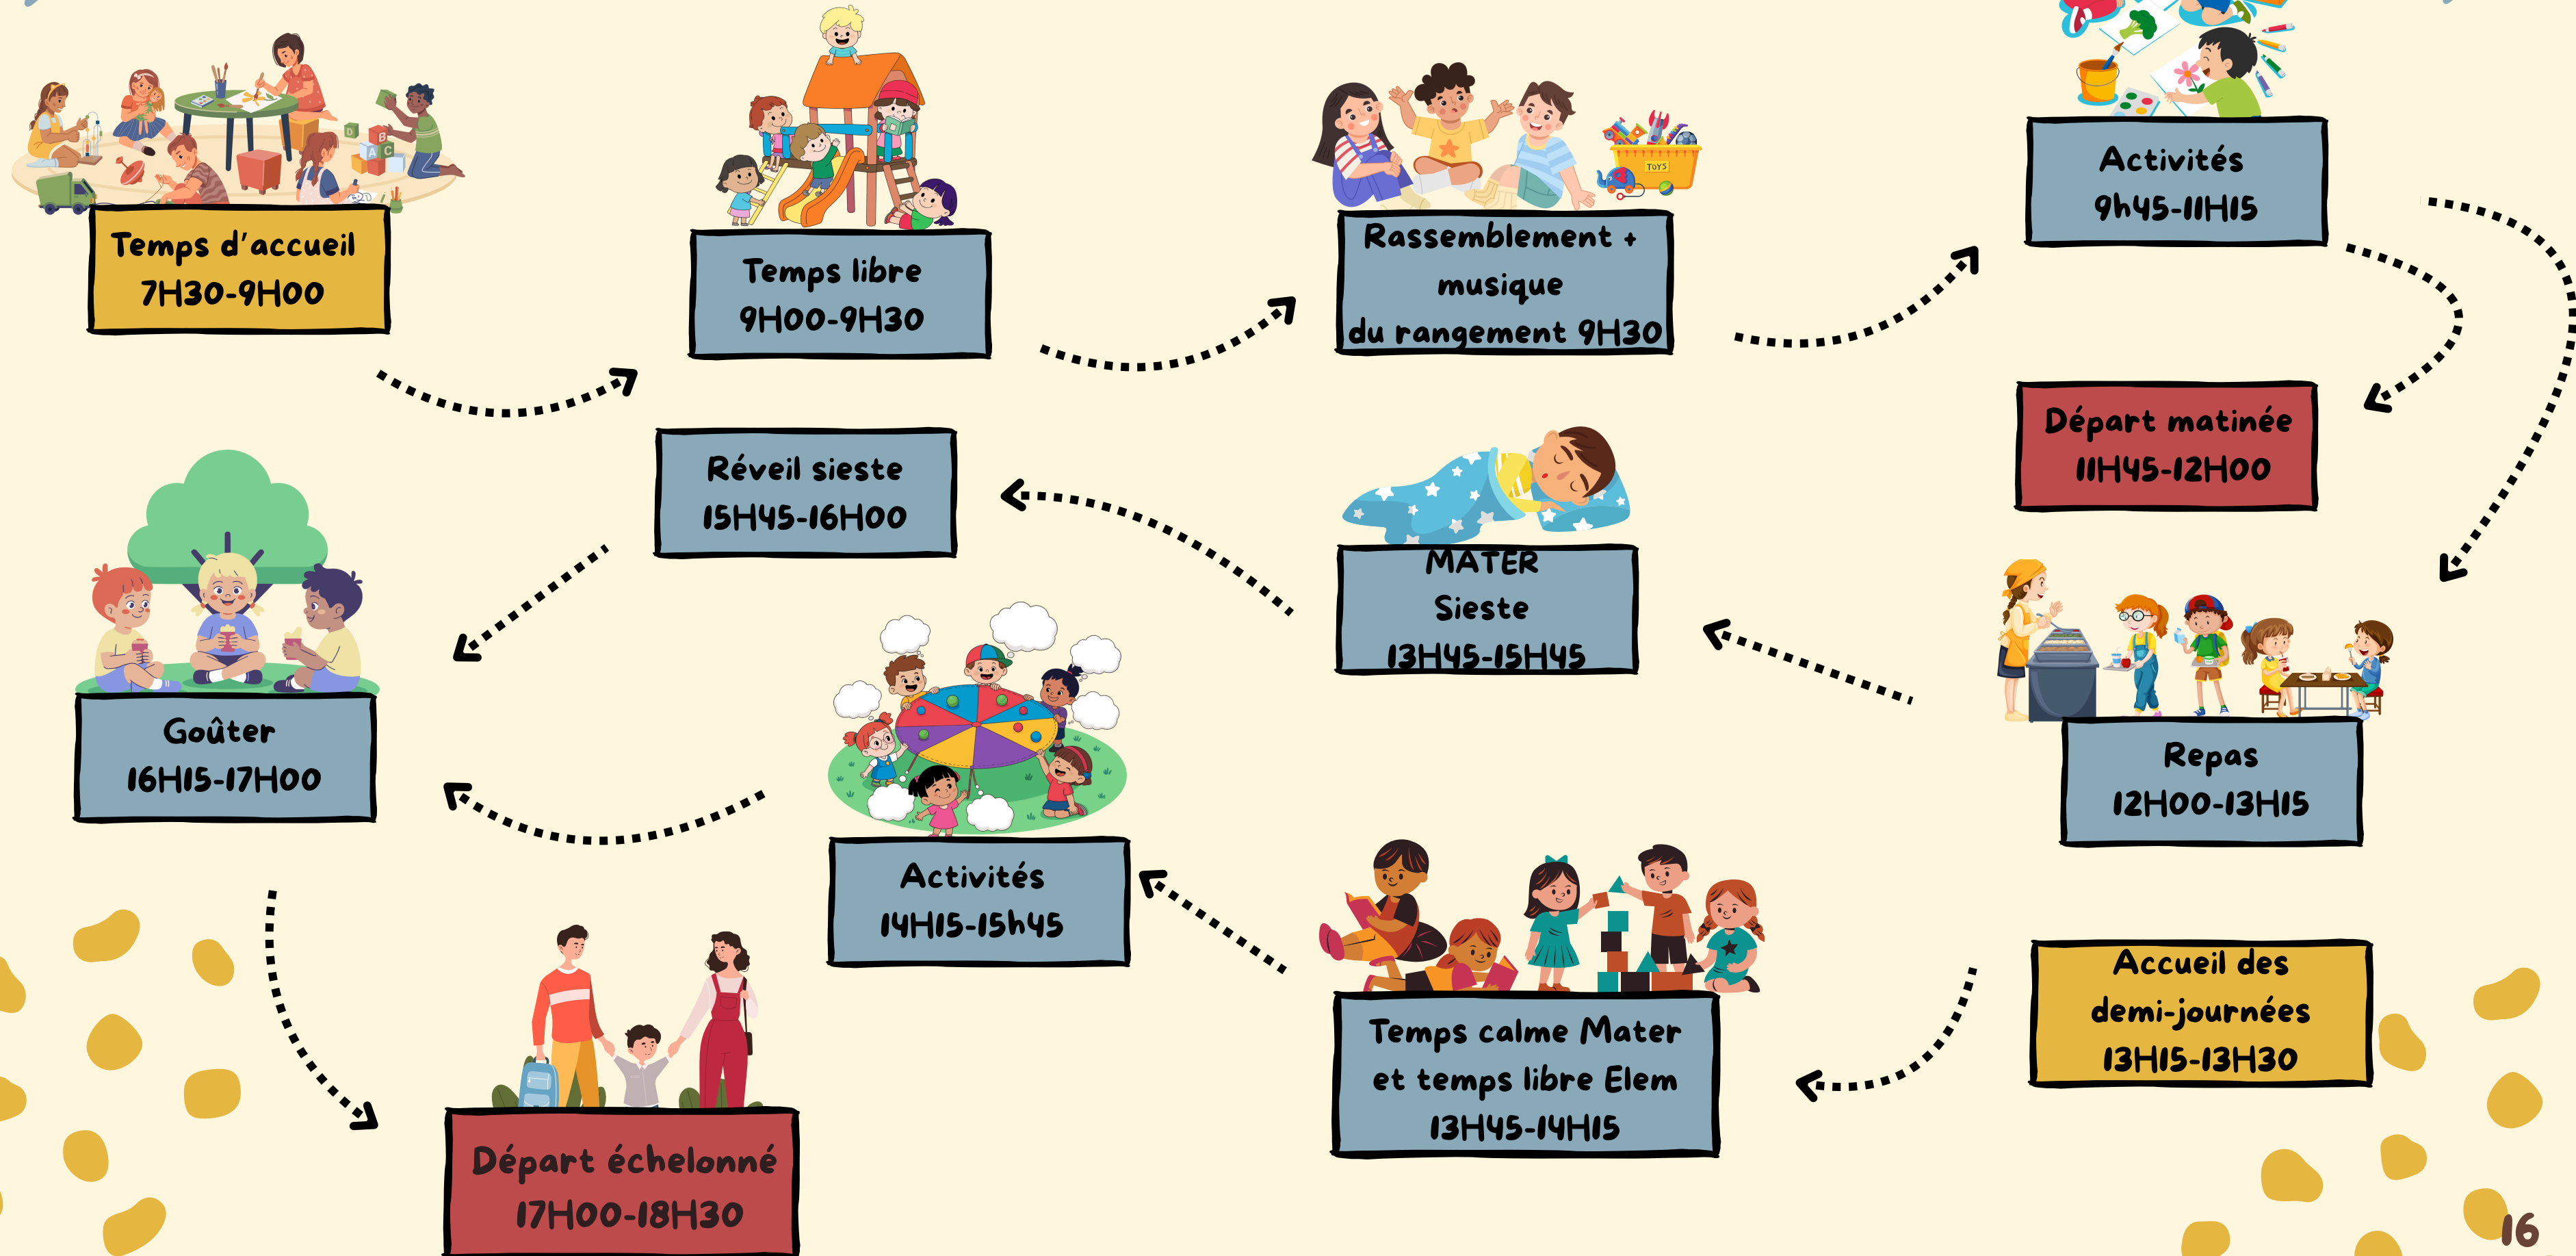 Temps d'accueil
7H30-9H00
Temps libre
9H00-9H30
Rassemblement +
musique
du rangement 9H30
TOYS
Activités
9h45-11H15
Départ matinée
11H45-12H00
Réveil sieste
15H45-16H00
MATER
Sieste
13H45-15H45
Repas
12H00-13H15
Goûter
16H15-17H00
Activités
14H15-15h45
Temps calme Mater
et temps libre Elem
13H45-14H15
Accueil des
demi-journées
13H15-13H30
Départ échelonné
17H00-18H30
A
B
C
D
16